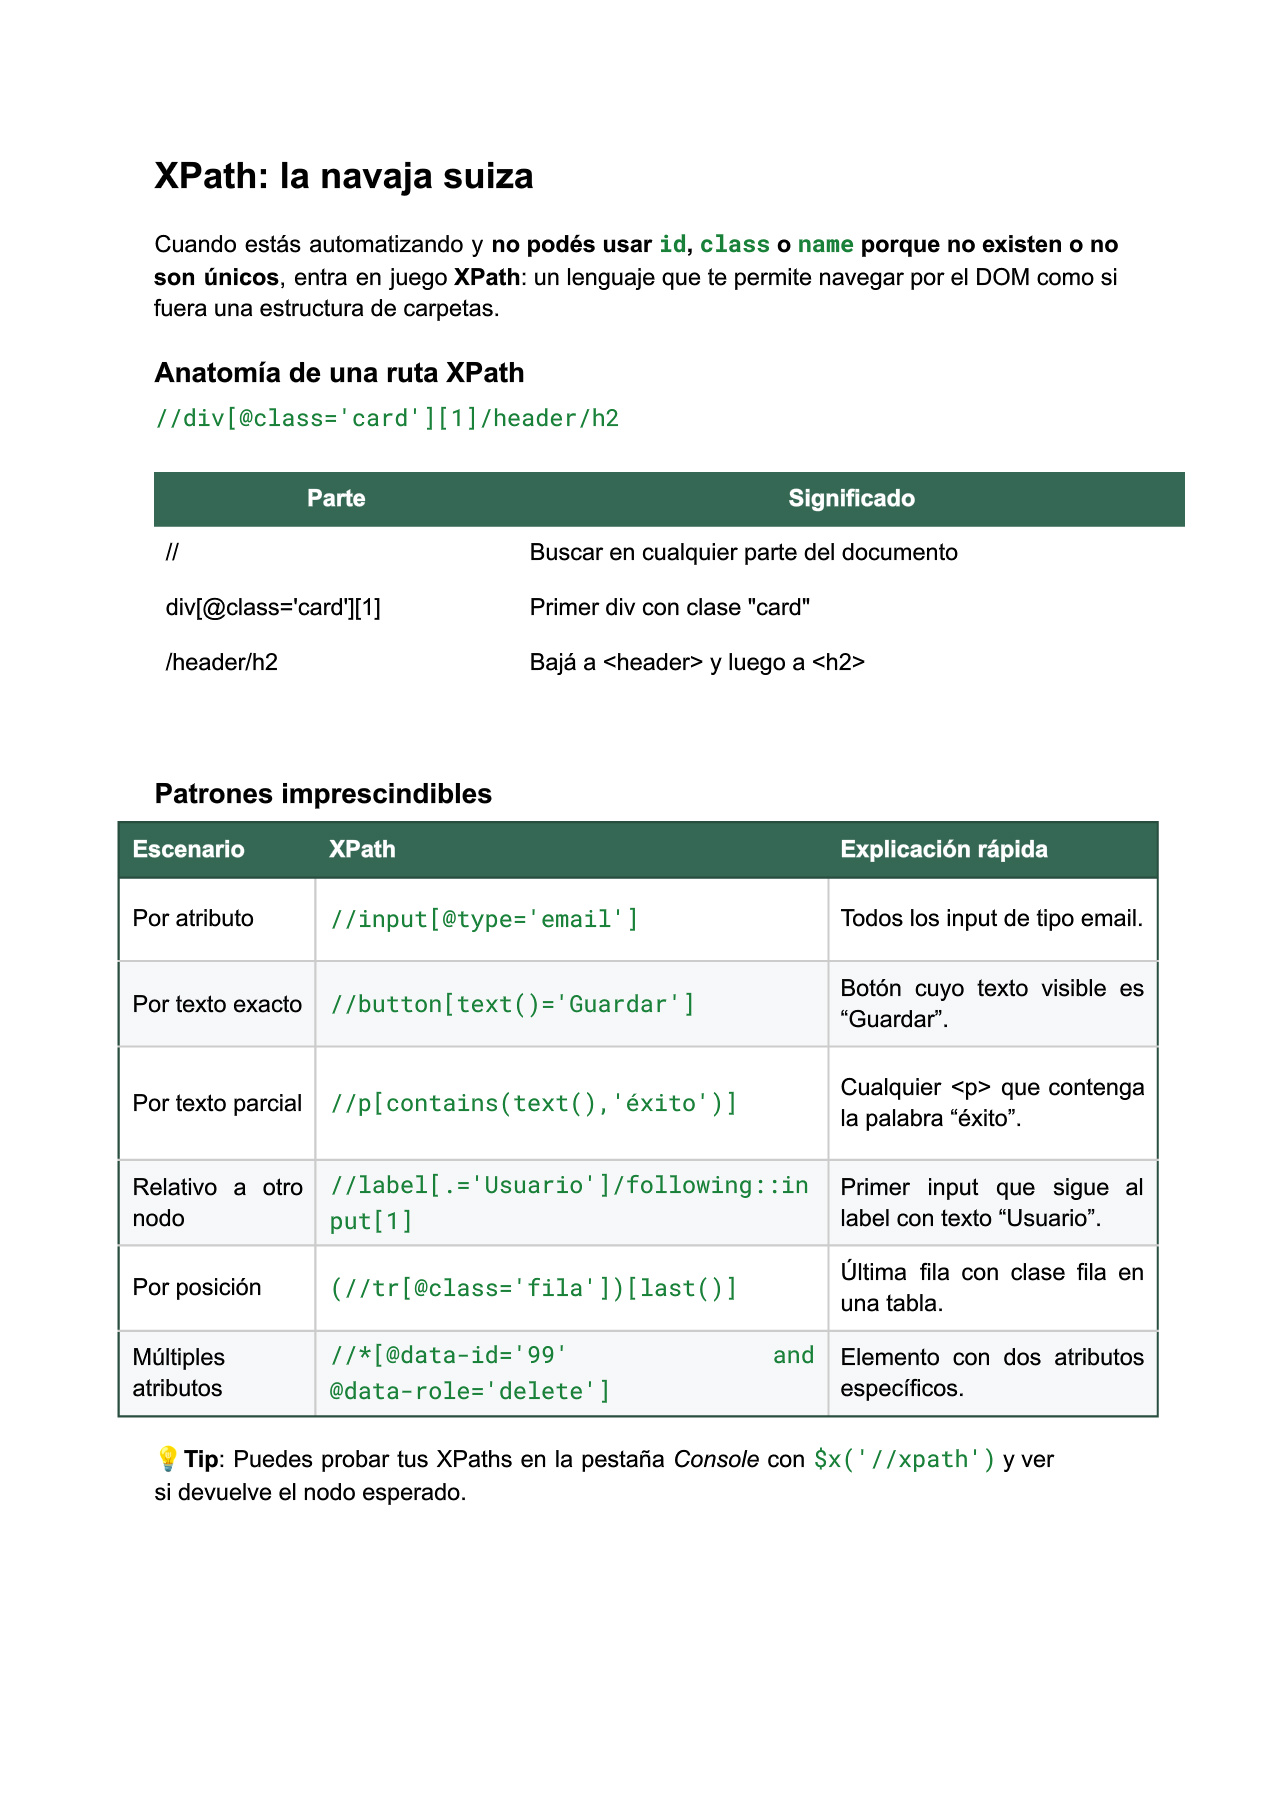 XPath: la navaja suiza
Cuando estás automatizando y no podés usar id, class o name porque no existen o no
son únicos, entra en juego XPath: un lenguaje que te permite navegar por el DOM como si
fuera una estructura de carpetas.
Anatomía de una ruta XPath
//div[@class='card'][1]/header/h2
Parte Significado
// Buscar en cualquier parte del documento
div[@class='card'][1] Primer div con clase "card"
/header/h2 Bajá a <header> y luego a <h2>
Patrones imprescindibles
Escenario XPath Explicación rápida
Por atributo //input[@type='email'] Todos los input de tipo email.
Por texto exacto //button[text()='Guardar'] Botón cuyo texto visible es
“Guardar”.
Por texto parcial //p[contains(text(),'éxito')] Cualquier <p> que contenga
la palabra “éxito”.
Relativo a otro //label[.='Usuario']/following::in Primer input que sigue al
nodo put[1] label con texto “Usuario”.
Por posición (//tr[@class='fila'])[last()] Última fila con clase fila en
una tabla.
Múltiples //*[@data-id='99' and Elemento con dos atributos
atributos @data-role='delete'] específicos.
💡Tip: Puedes probar tus XPaths en la pestaña Console con $x('//xpath') y ver
si devuelve el nodo esperado.